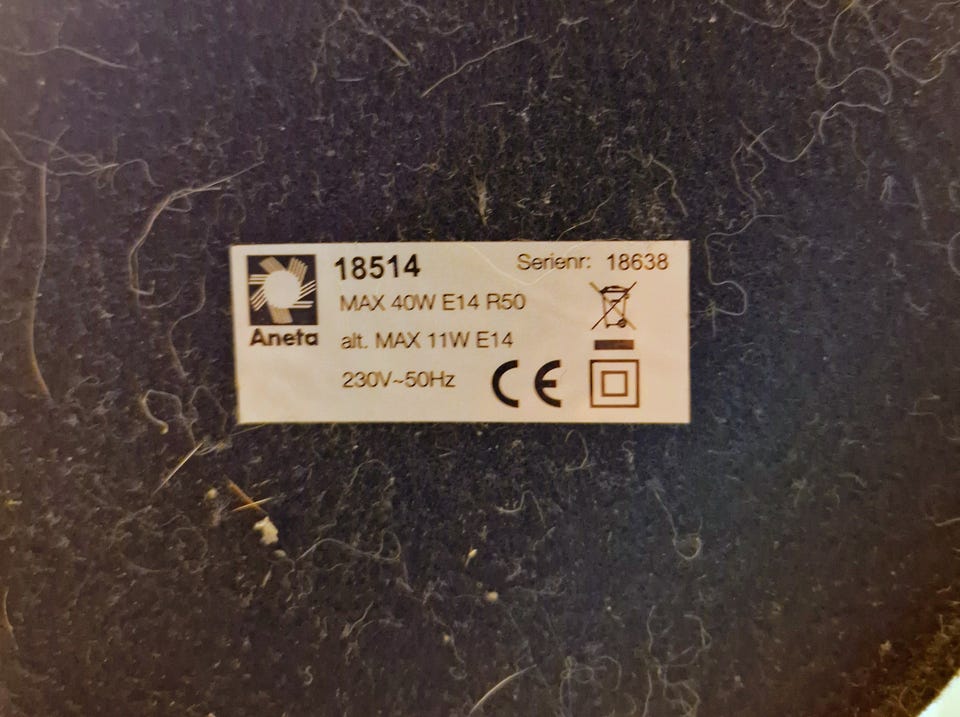 18514
Serienr: 18638
MAX 40W E14 R50
Aneta
alt. MAX 11W E14
230V~50Hz
CE